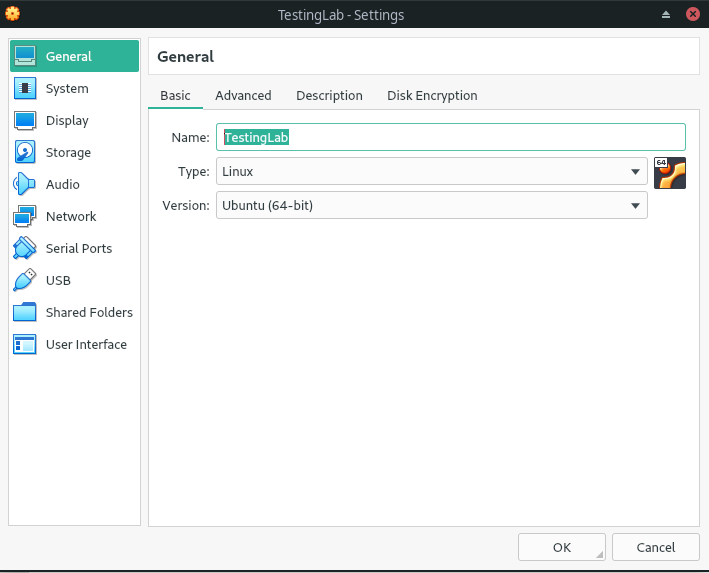 TestingLab - Settings
General
System
Display
Storage
Audio
Network
Serial Ports
USB
Shared Folders
User Interface
General
Basic Advanced Description Disk Encryption
Name: TestingLab
Type: Linux 64
Version: Ubuntu (64-bit)
OK Cancel